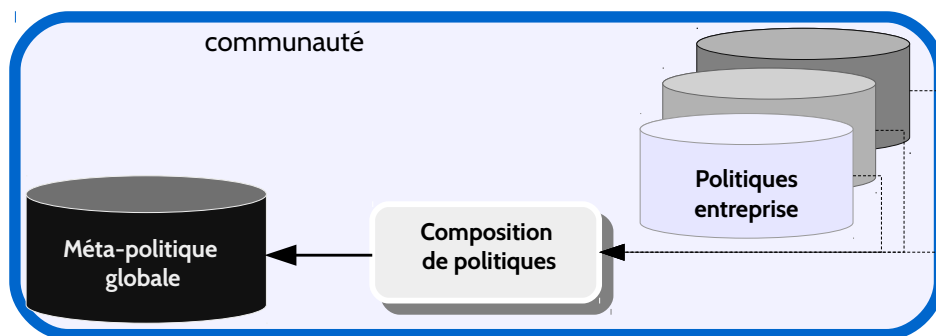 communauté
Politiques
entreprise
Composition
de politiques
Méta-politique
globale